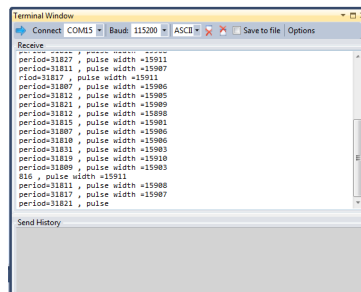 Terminal Window
Connect COM15 Baud: 115200 ASCII Save to file Options
Receive
period=31812 , pulse width =15908
period=31827 , pulse width =15911
period=31811 , pulse width =15907
riod=31817 , pulse width =15911
period=31807 , pulse width =15906
period=31812 , pulse width =15905
period=31821 , pulse width =15909
period=31812 , pulse width =15898
period=31815 , pulse width =15901
period=31807 , pulse width =15906
period=31810 , pulse width =15906
period=31831 , pulse width =15903
period=31819 , pulse width =15910
period=31809 , pulse width =15903
816 , pulse width =15911
period=31811 , pulse width =15908
period=31817 , pulse width =15907
period=31821 , pulse
Send History